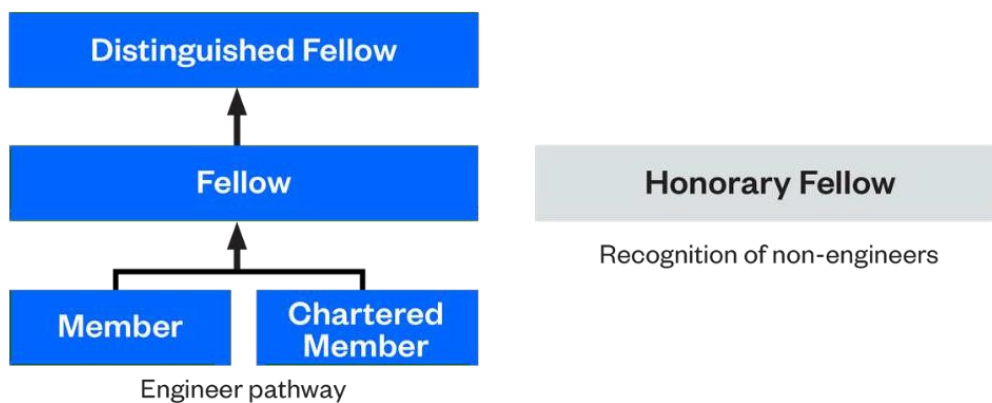 Distinguished Fellow
Fellow
Honorary Fellow
Recognition of non-engineers
Member
Chartered
Member
Engineer pathway